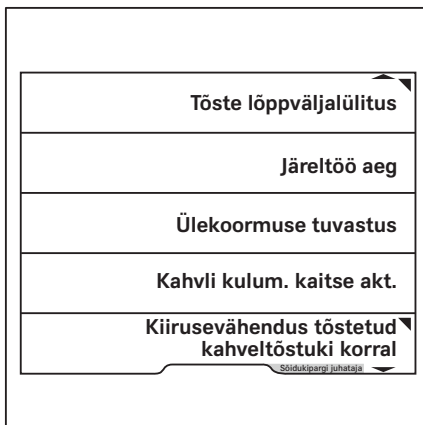 Tõste lõppväljalülitus
Järeltöö aeg
Ülekoormuse tuvastus
Kahvli kulum. kaitse akt.
Kiirusevähendus tõstetud
kahveltõstuki korral
Sõidukipargi juhataja